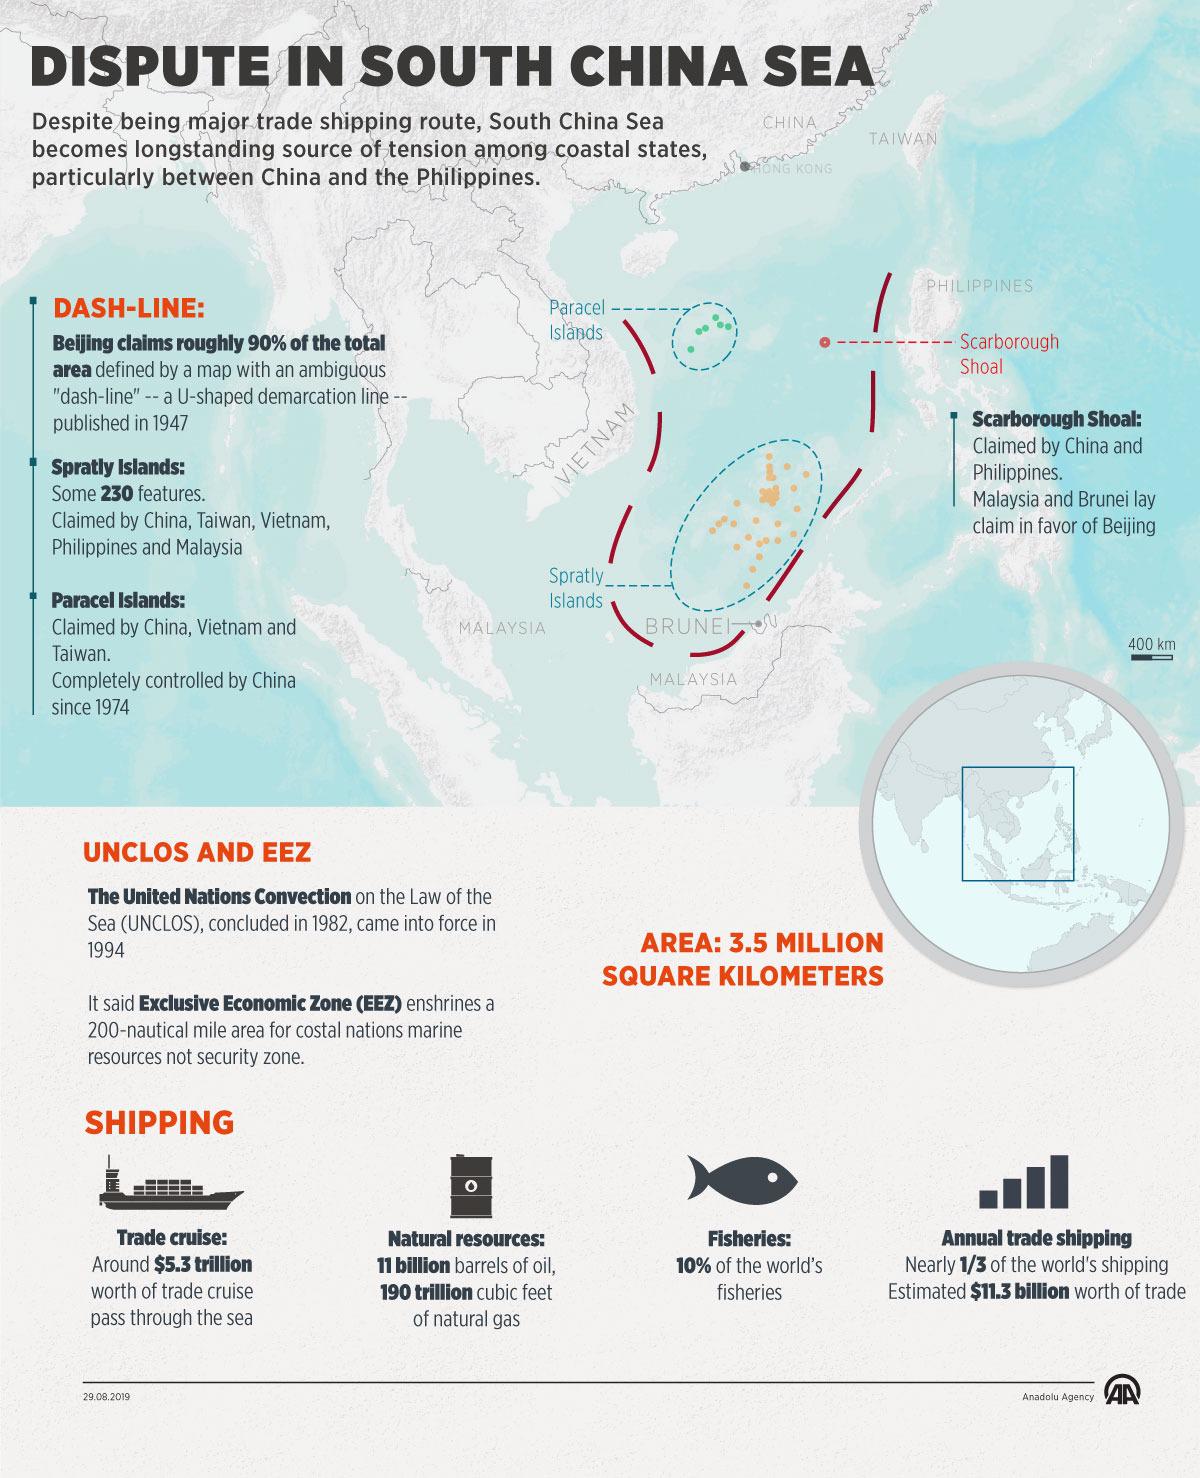 DISPUTE IN SOUTH CHINA SEA
Despite being major trade shipping route, South China Sea
becomes longstanding source of tension among coastal states,
particularly between China and the Philippines.
CHINA
TAIWAN
HONG KONG
PHILIPPINES
Paracel
Islands
Scarborough
Shoal
VIETNAM
Spratly
Islands
MALAYSIA
BRUNEI
MALAYSIA
400 km
DASH-LINE:
Beijing claims roughly 90% of the total
area defined by a map with an ambiguous
"dash-line" -- a U-shaped demarcation line --
published in 1947
Spratly Islands:
Some 230 features.
Claimed by China, Taiwan, Vietnam,
Philippines and Malaysia
Paracel Islands:
Claimed by China, Vietnam and
Taiwan.
Completely controlled by China
since 1974
Scarborough Shoal:
Claimed by China and
Philippines.
Malaysia and Brunei lay
claim in favor of Beijing
UNCLOS AND EEZ
The United Nations Convection on the Law of the
Sea (UNCLOS), concluded in 1982, came into force in
1994
It said Exclusive Economic Zone (EEZ) enshrines a
200-nautical mile area for costal nations marine
resources not security zone.
AREA: 3.5 MILLION
SQUARE KILOMETERS
SHIPPING
Trade cruise:
Around $5.3 trillion
worth of trade cruise
pass through the sea
Natural resources:
11 billion barrels of oil,
190 trillion cubic feet
of natural gas
Fisheries:
10% of the world's
fisheries
Annual trade shipping
Nearly 1/3 of the world's shipping
Estimated $11.3 billion worth of trade
29.08.2019
Anadolu Agency
AA